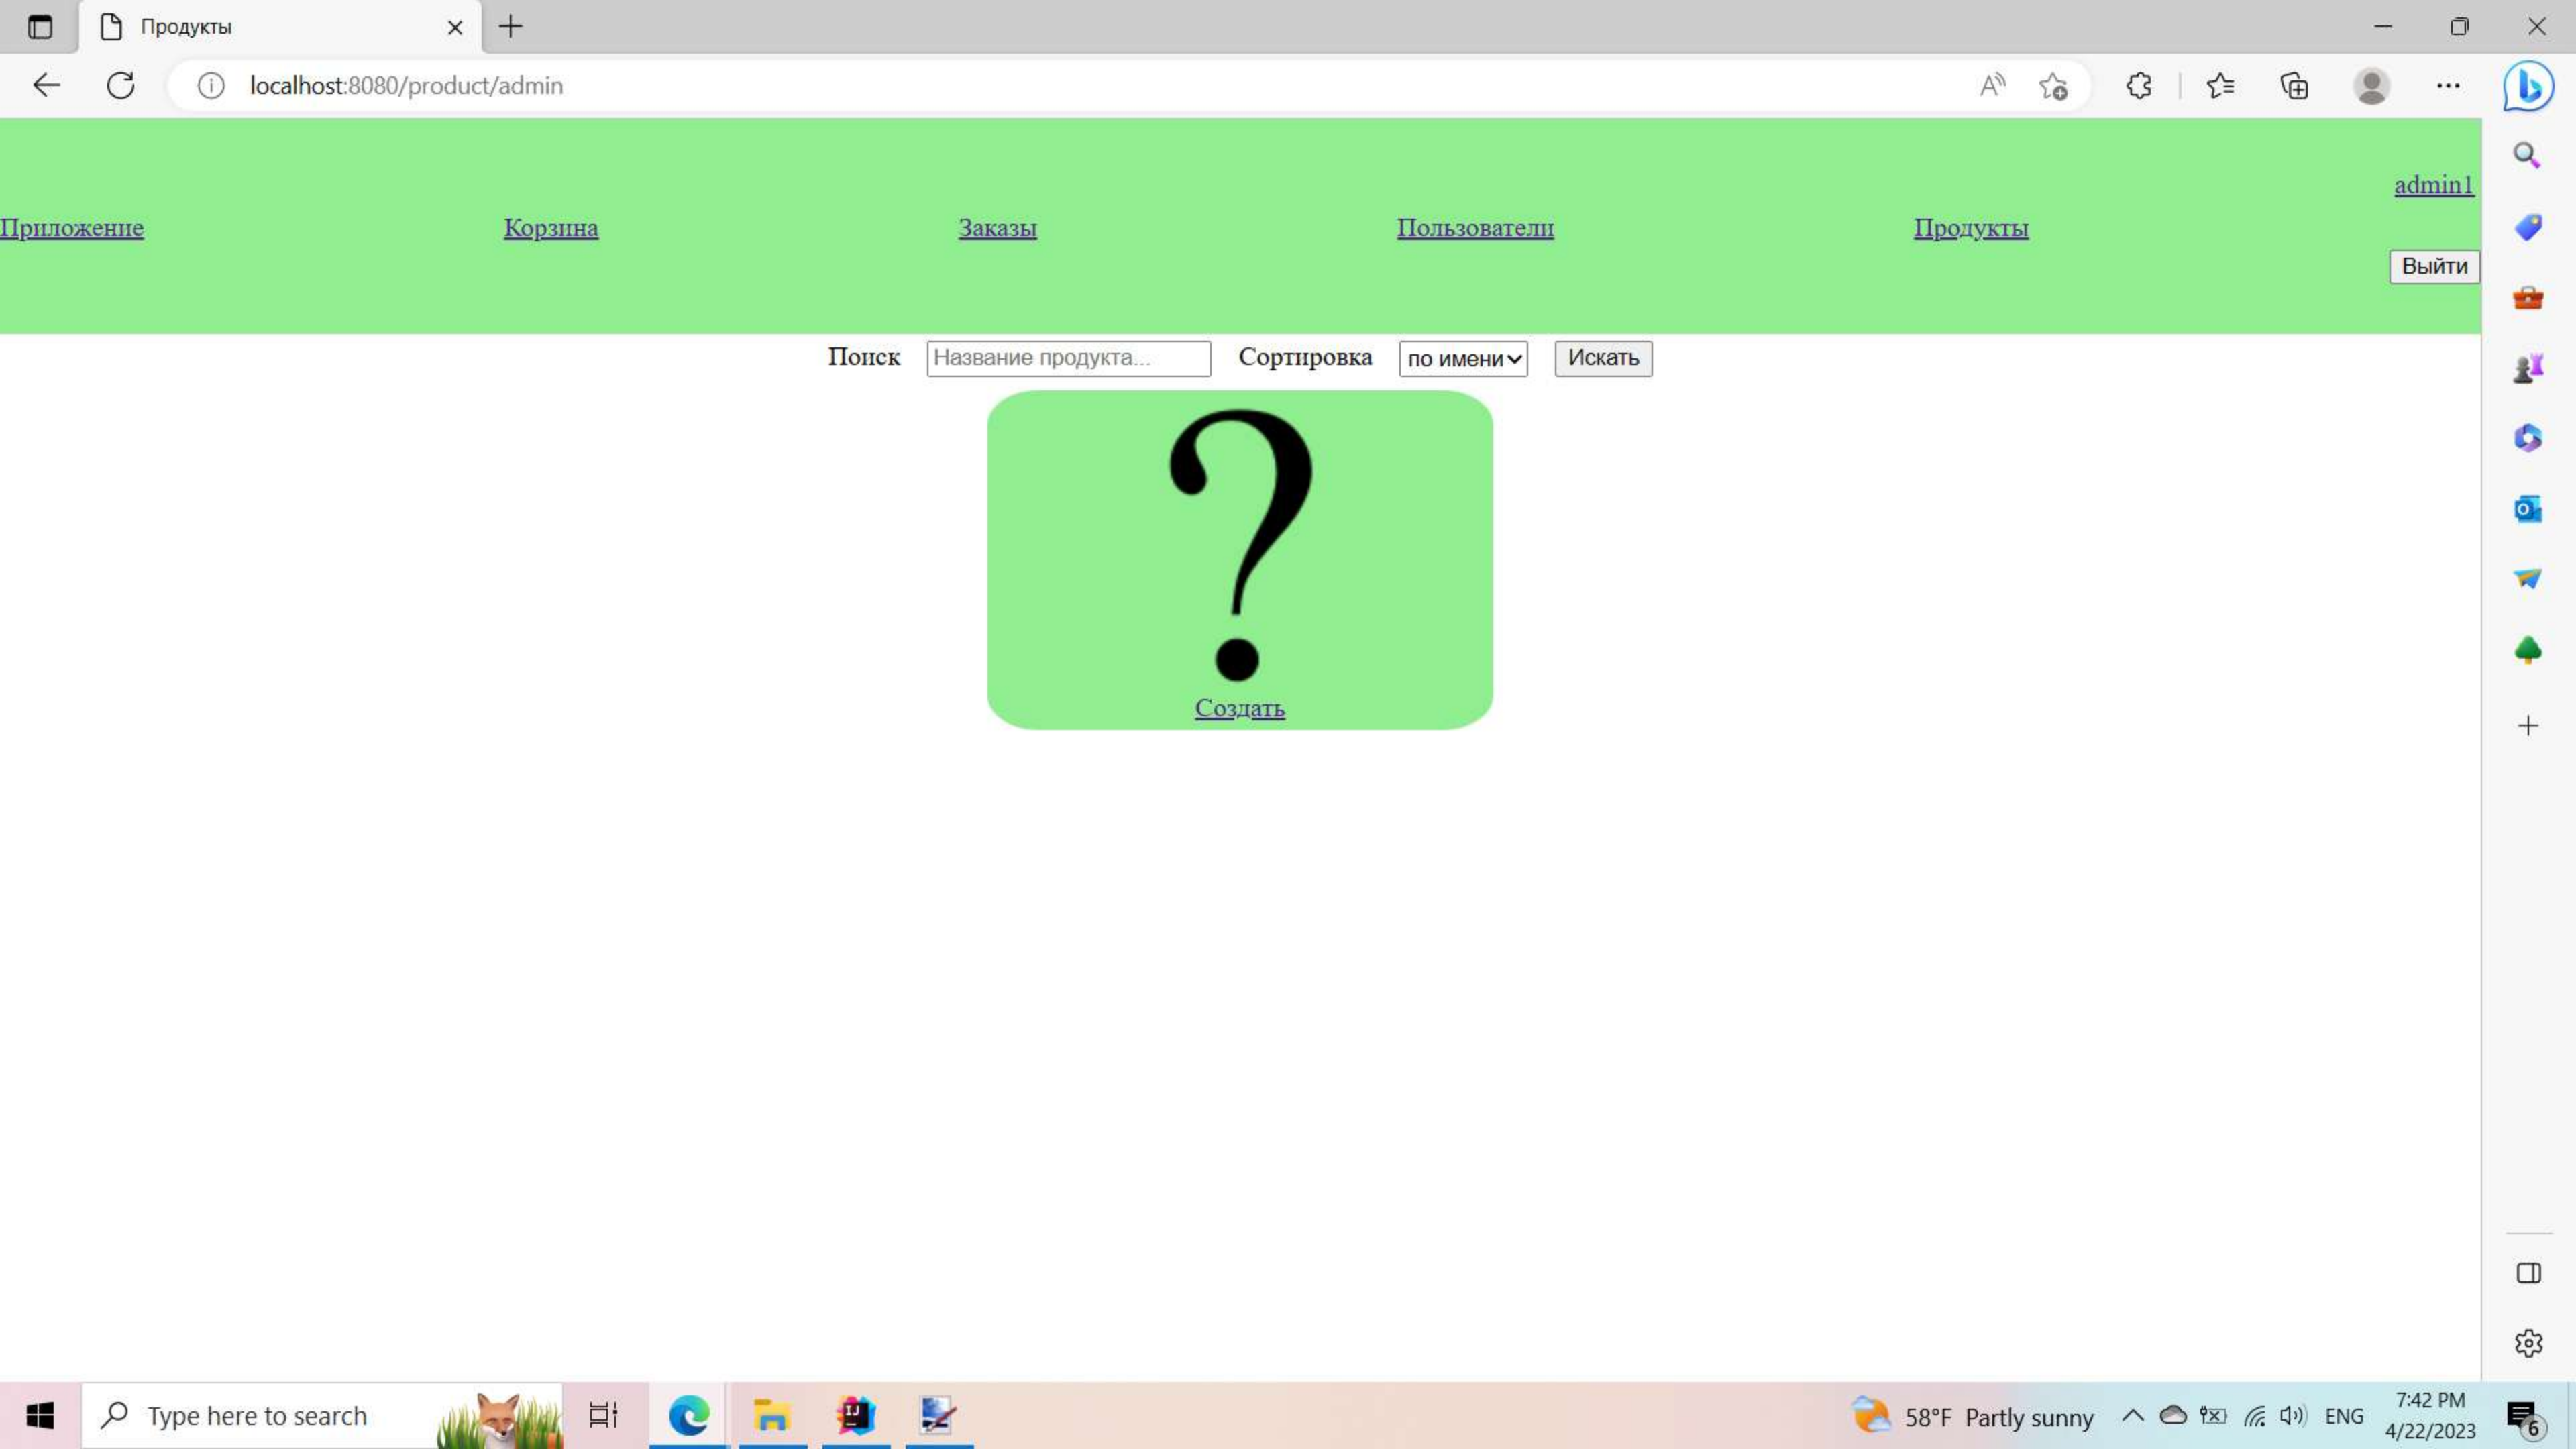 Продукты
localhost:8080/product/admin
admin1
Приложение Корзина Заказы Пользователи Продукты
Выйти
Поиск Название продукта... Сортировка по имени Искать
?
Создать
Type here to search
58°F Partly sunny ENG 7:42 PM
4/22/2023
6